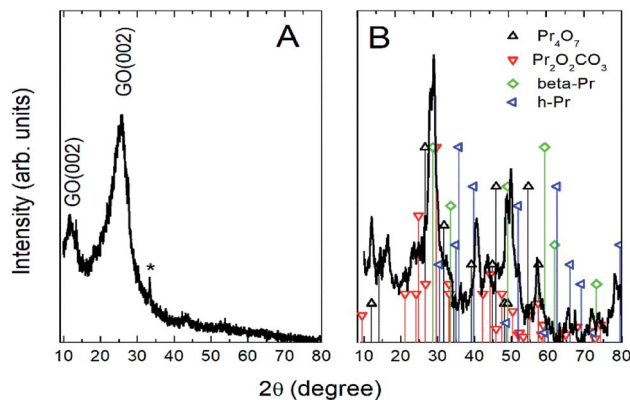 A
GO(002)
GO(002)
*
Intensity (arb. units)
10 20 30 40 50 60 70 80
B
Pr₄O₇
Pr₂O₂CO₃
beta-Pr
h-Pr
10 20 30 40 50 60 70 80
2θ (degree)